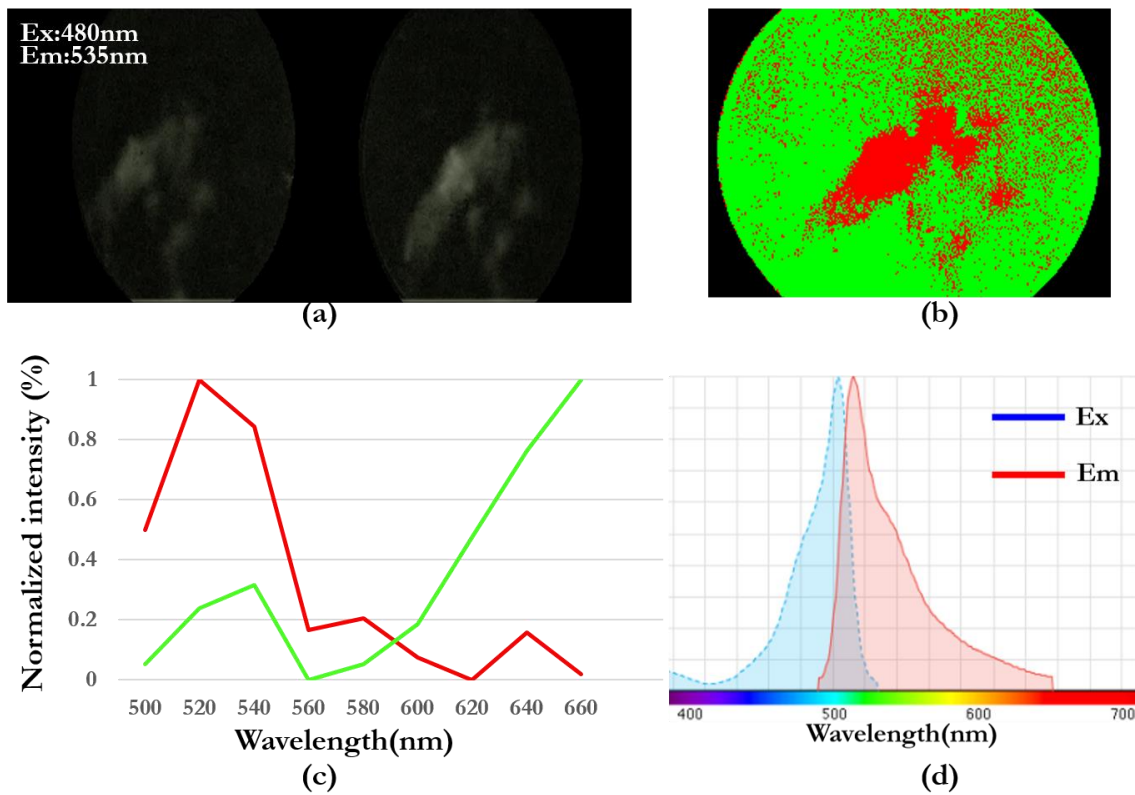 Ex:480nm
Em:535nm
(a)
(b)
Normalized intensity (%)
1
0.8
0.6
0.4
0.2
0
500 520 540 560 580 600 620 640 660
Wavelength(nm)
(c)
Ex
Em
400 500 600 700
Wavelength(nm)
(d)